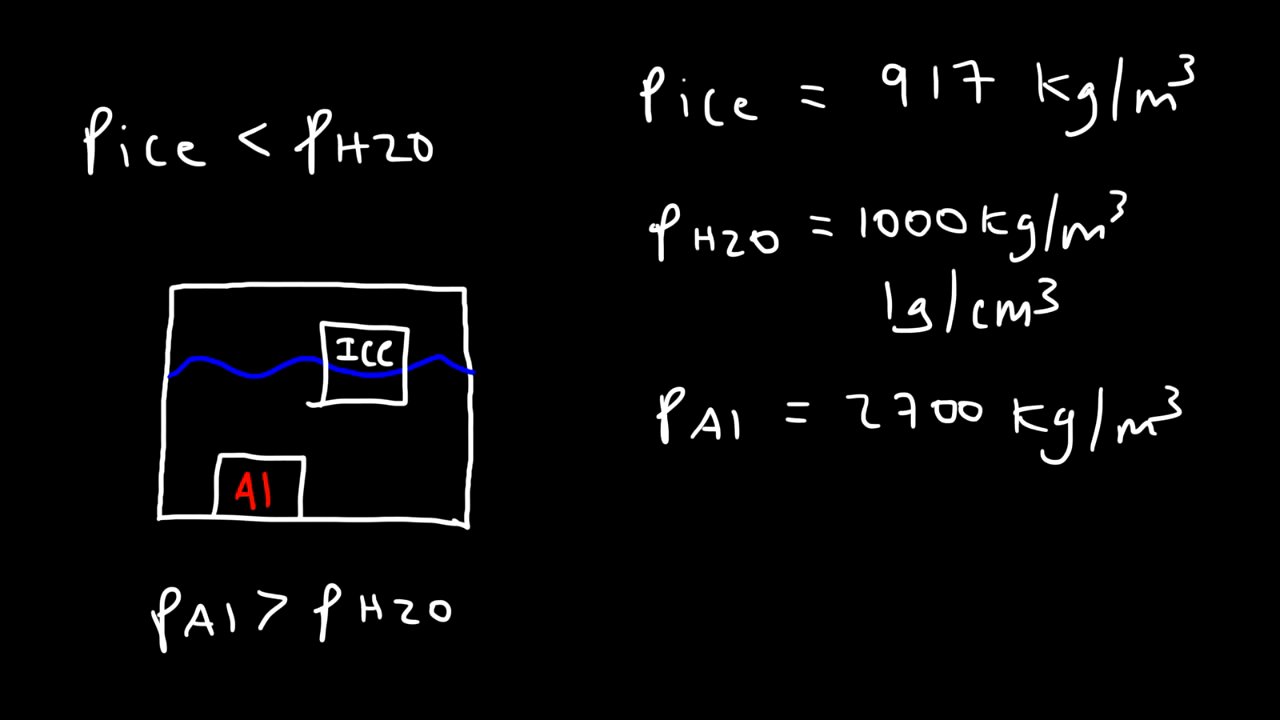 ρice < ρH2O
ρice = 917 kg/m³
ρH2O = 1000 kg/m³
1g/cm³
ρAl = 2700 kg/m³
Ice
Al
ρAl > ρH2O